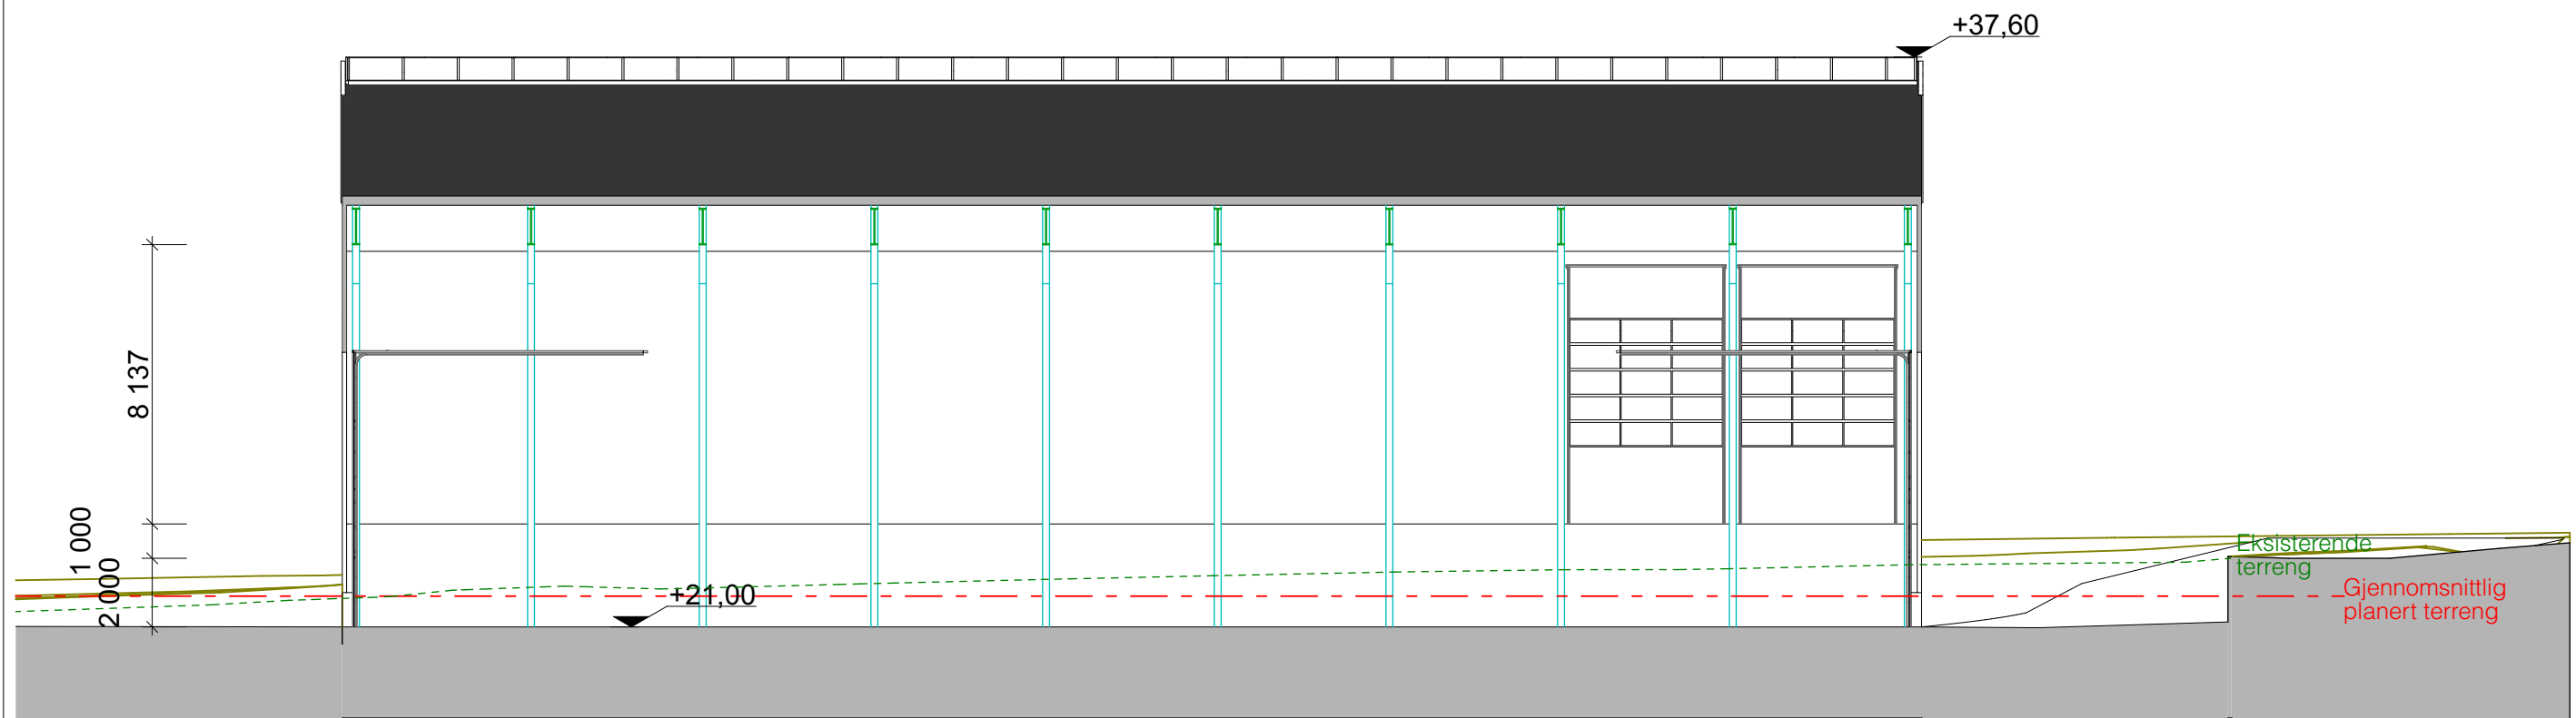 +37,60
8 137
1 000
2 000
+21,00
Eksisterende
terreng
Gjennomsnittlig
planert terreng